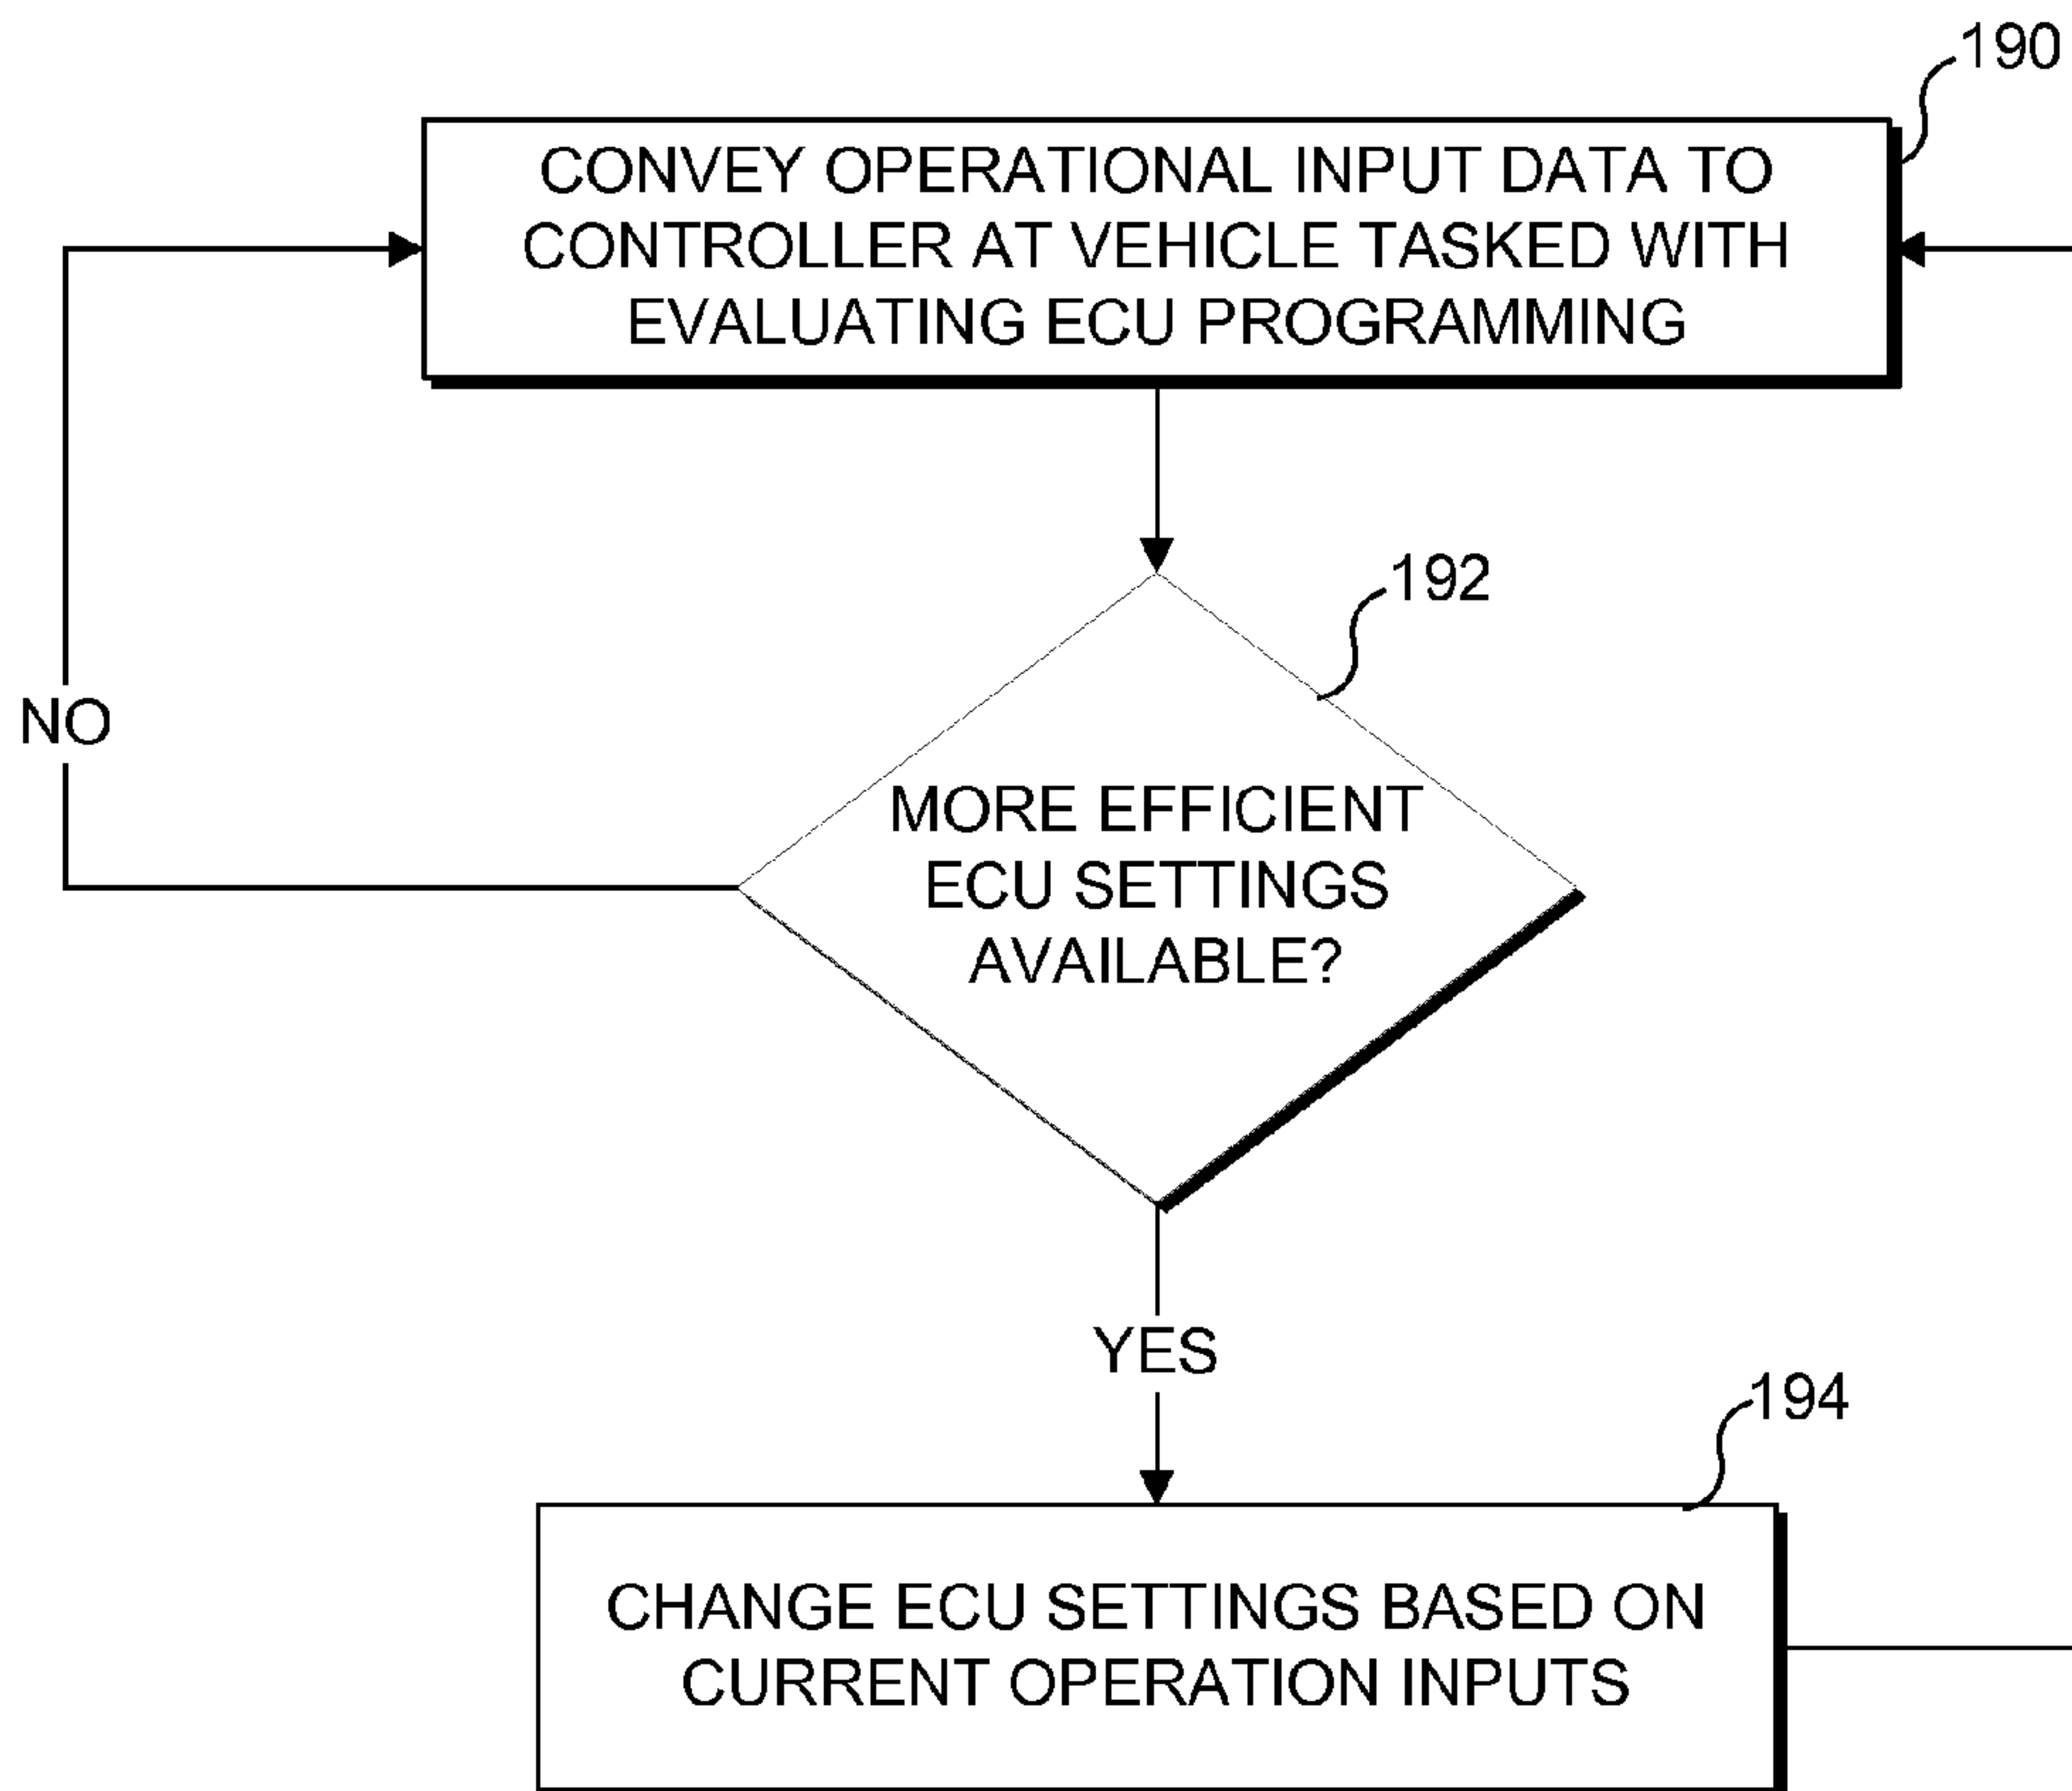 190
CONVEY OPERATIONAL INPUT DATA TO
CONTROLLER AT VEHICLE TASKED WITH
EVALUATING ECU PROGRAMMING
192
NO
MORE EFFICIENT
ECU SETTINGS
AVAILABLE?
YES
194
CHANGE ECU SETTINGS BASED ON
CURRENT OPERATION INPUTS